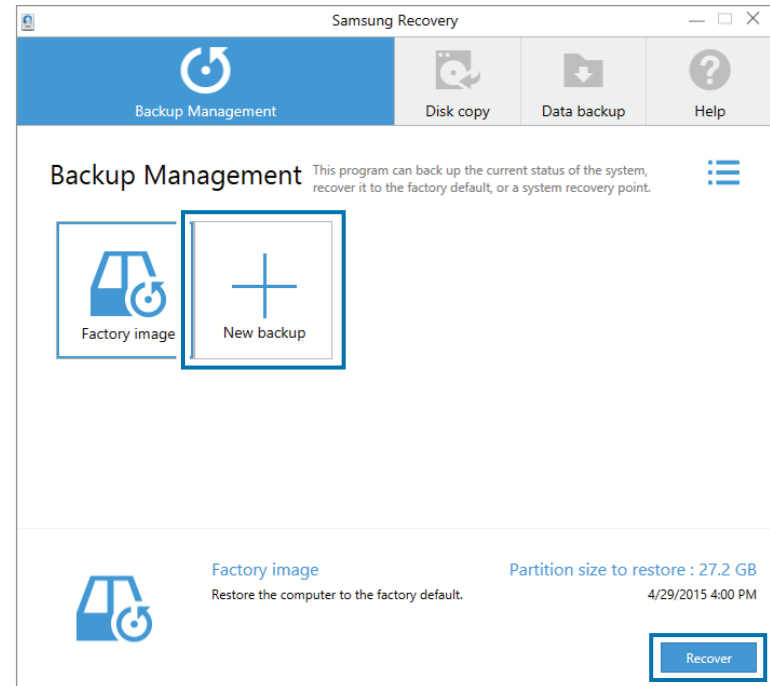 Samsung Recovery
Backup Management
Disk copy
Data backup
Help
Backup Management
This program can back up the current status of the system,
recover it to the factory default, or a system recovery point.
Factory image
New backup
Factory image
Partition size to restore : 27.2 GB
Restore the computer to the factory default.
4/29/2015 4:00 PM
Recover